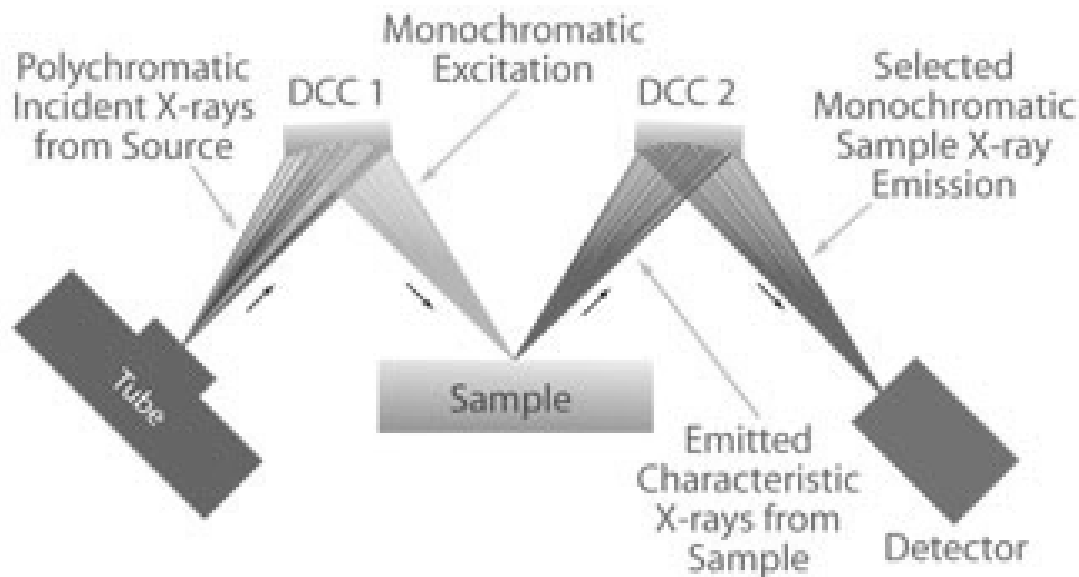 Polychromatic
Incident X-rays
from Source
DCC 1
Monochromatic
Excitation
DCC 2
Selected
Monochromatic
Sample X-ray
Emission
Tube
Sample
Emitted
Characteristic
X-rays from
Sample
Detector